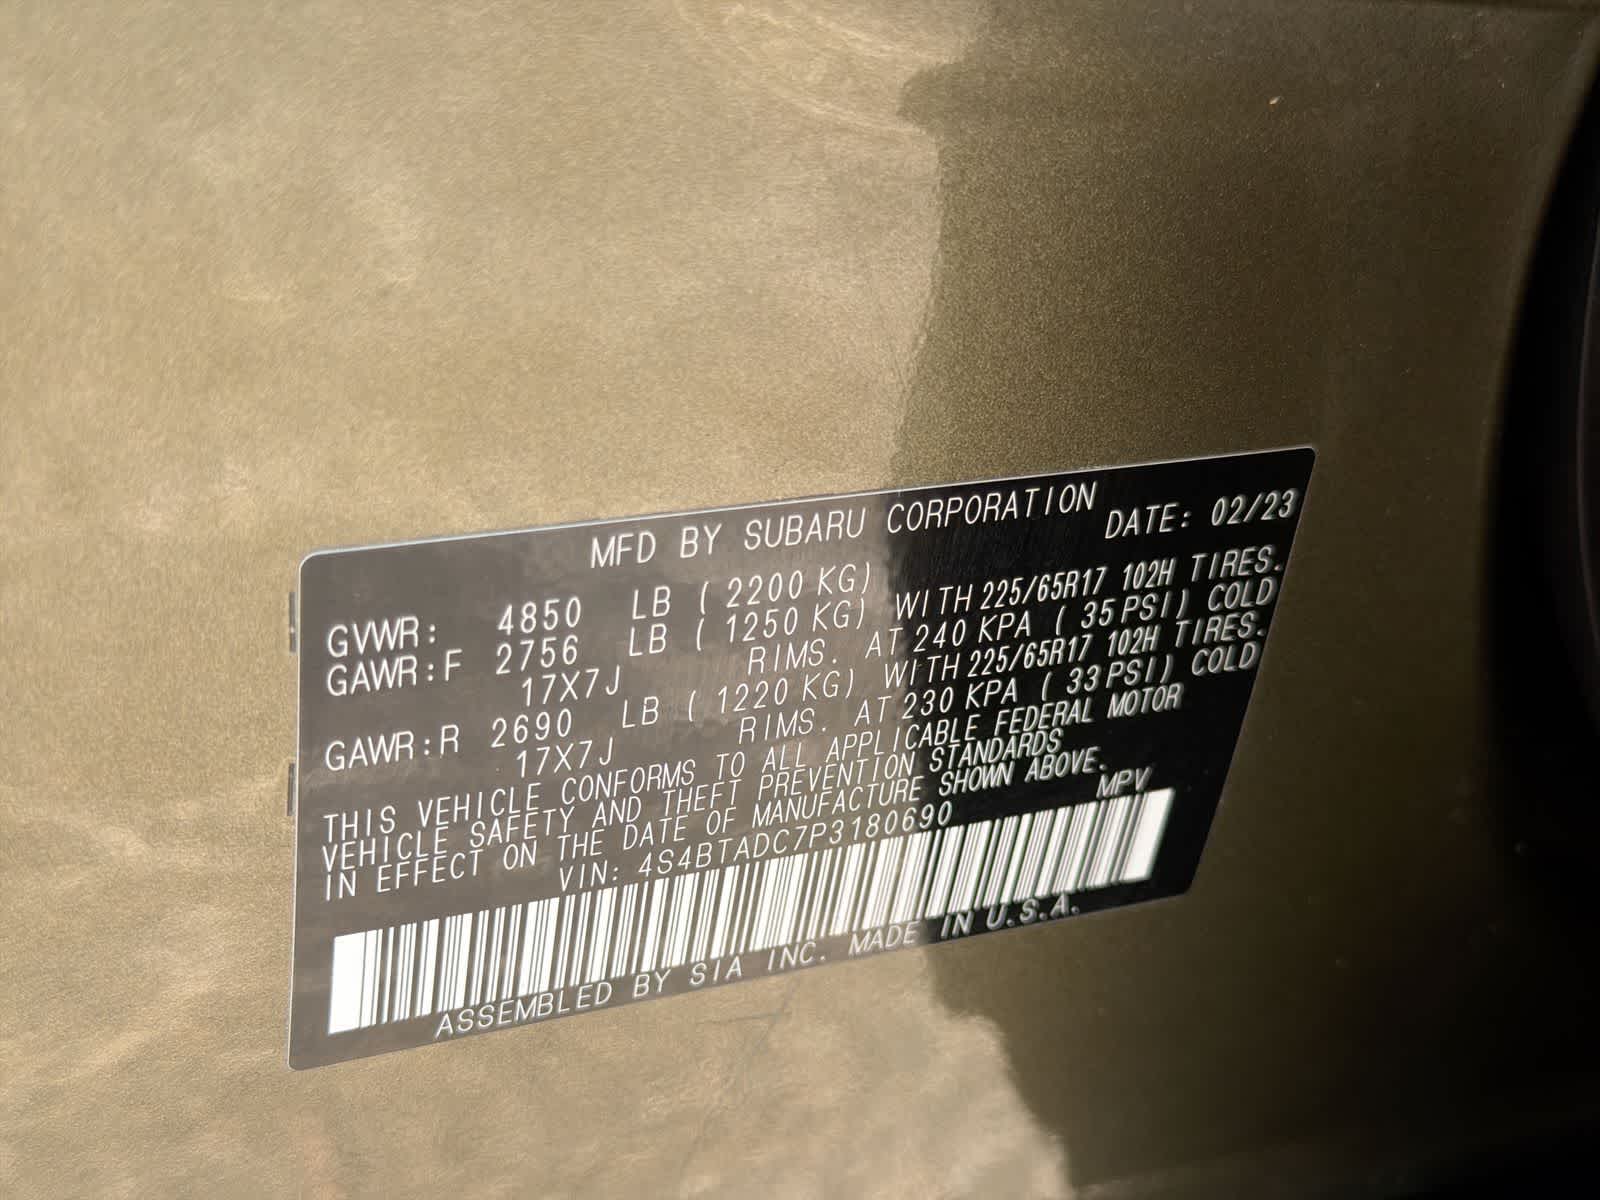 MFD BY SUBARU CORPORATION DATE: 02/23
GVWR: 4850 LB ( 2200 KG)
GAWR:F 2756 LB ( 1250 KG) WITH 225/65R17 102H TIRES.
17X7J RIMS. AT 240 KPA ( 35 PSI) COLD
GAWR:R 2690 LB ( 1220 KG) WITH 225/65R17 102H TIRES.
17X7J RIMS. AT 230 KPA ( 33 PSI) COLD
THIS VEHICLE CONFORMS TO ALL APPLICABLE FEDERAL MOTOR
VEHICLE SAFETY AND THEFT PREVENTION STANDARDS
IN EFFECT ON THE DATE OF MANUFACTURE SHOWN ABOVE.
VIN: 4S4BTADC7P3180690 MPV
ASSEMBLED BY SIA INC. MADE IN U.S.A.